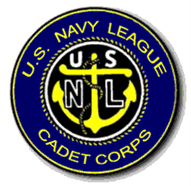 U.S. NAVY LEAGUE
U S
N L
CADET CORPS